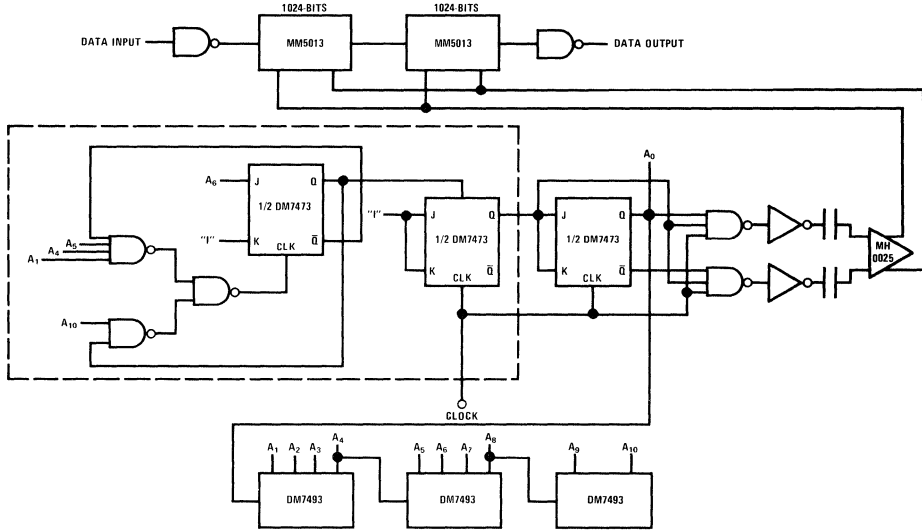 1024-BITS 1024-BITS
DATA INPUT MM5013 MM5013 DATA OUTPUT
A0
A6 J Q
1/2 DM7473
"I" K Q̅
CLK
"I" J Q
1/2 DM7473
K Q̅
CLK
J Q
1/2 DM7473
K Q̅
CLK
MH
0025
A5
A4
A1
A10
CLOCK
A1 A2 A3 A4 A5 A6 A7 A8 A9 A10
DM7493 DM7493 DM7493